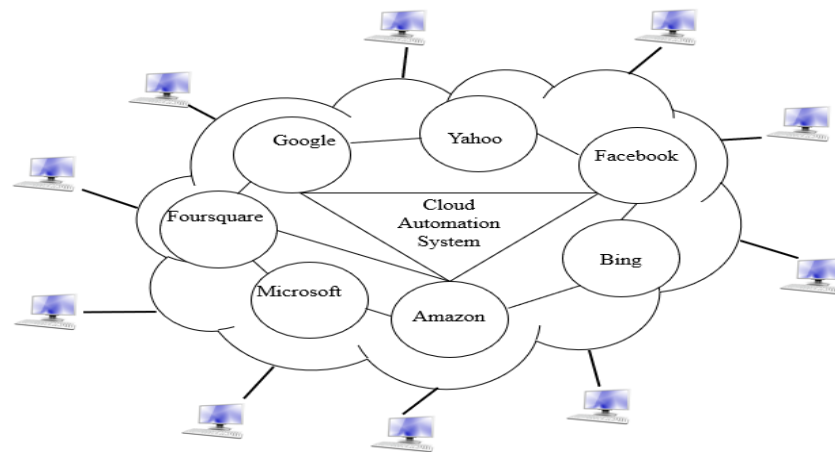 Google
Yahoo
Facebook
Foursquare
Cloud
Automation
System
Bing
Microsoft
Amazon